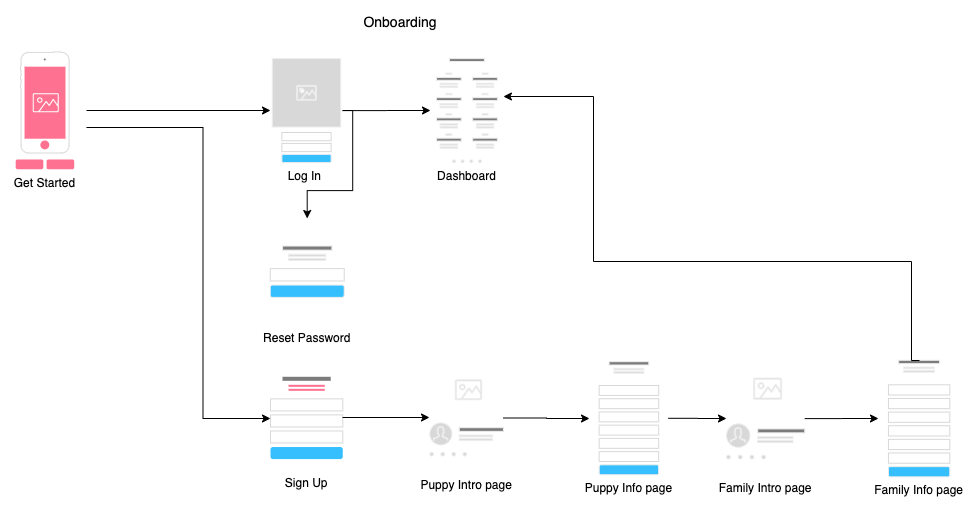 Onboarding
Get Started
Log In
Dashboard
Reset Password
Sign Up
Puppy Intro page
Puppy Info page
Family Intro page
Family Info page